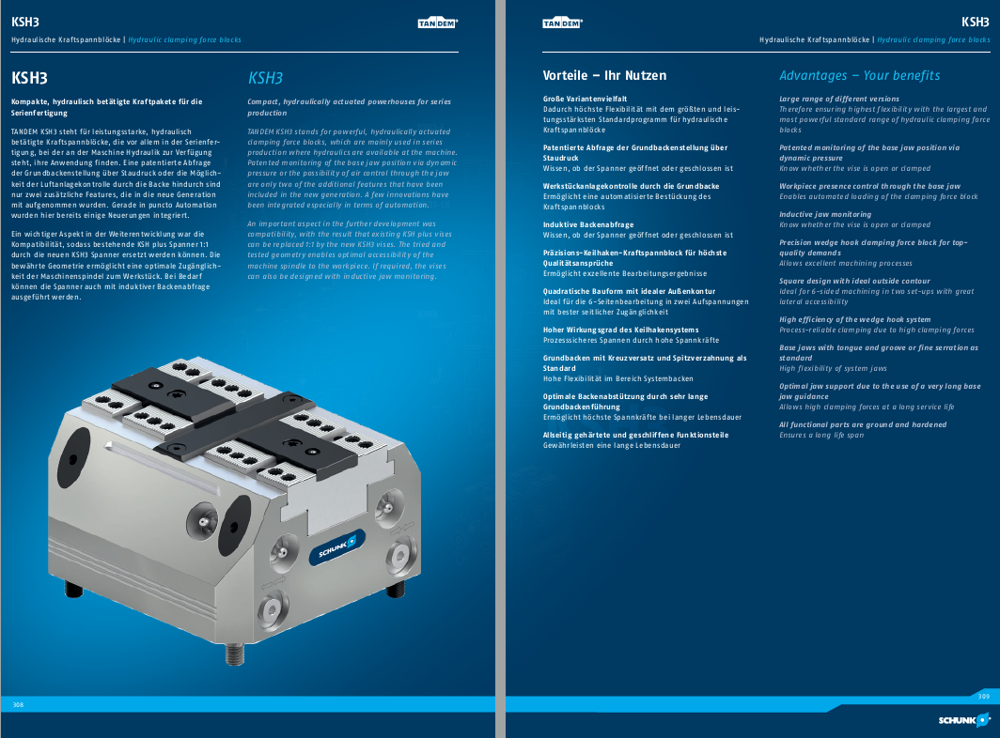 KSH3
TANDEM®
Hydraulische Kraftspannblöcke | Hydraulic clamping force blocks
KSH3
Kompakte, hydraulisch betätigte Kraftpakete für die
Serienfertigung
TANDEM KSH3 steht für leistungsstarke, hydraulisch
betätigte Kraftspannblöcke, die vor allem in der Serienfer-
tigung, bei der an der Maschine Hydraulik zur Verfügung
steht, ihre Anwendung finden. Eine patentierte Abfrage
der Grundbackenstellung über Staudruck oder die Möglich-
keit der Luftanlagekontrolle durch die Backe hindurch sind
nur zwei zusätzliche Features, die in die neue Generation
mit aufgenommen wurden. Gerade in puncto Automation
wurden hier bereits einige Neuerungen integriert.
Ein wichtiger Aspekt in der Weiterentwicklung war die
Kompatibilität, sodass bestehende KSH plus Spanner 1:1
durch die neuen KSH3 Spanner ersetzt werden können. Die
bewährte Geometrie ermöglicht eine optimale Zugänglich-
keit der Maschinenspindel zum Werkstück. Bei Bedarf
können die Spanner auch mit induktiver Backenabfrage
ausgeführt werden.
KSH3
Compact, hydraulically actuated powerhouses for series
production
TANDEM KSH3 stands for powerful, hydraulically actuated
clamping force blocks, which are mainly used in series
production where hydraulics are available at the machine.
Patented monitoring of the base jaw position via dynamic
pressure or the possibility of air control through the jaw
are only two of the additional features that have been
included in the new generation. A few innovations have
been integrated especially in terms of automation.
An important aspect in the further development was
compatibility, with the result that existing KSH plus vises
can be replaced 1:1 by the new KSH3 vises. The tried and
tested geometry enables optimal accessibility of the
machine spindle to the workpiece. If required, the vises
can also be designed with inductive jaw monitoring.
SCHUNK
308
TANDEM®
KSH3
Hydraulische Kraftspannblöcke | Hydraulic clamping force blocks
Vorteile – Ihr Nutzen
Große Variantenvielfalt
Dadurch höchste Flexibilität mit dem größten und leis-
tungsstärksten Standardprogramm für hydraulische
Kraftspannblöcke
Patentierte Abfrage der Grundbackenstellung über
Staudruck
Wissen, ob der Spanner geöffnet oder geschlossen ist
Werkstückanlagekontrolle durch die Grundbacke
Ermöglicht eine automatisierte Bestückung des
Kraftspannblocks
Induktive Backenabfrage
Wissen, ob der Spanner geöffnet oder geschlossen ist
Präzisions-Keilhaken-Kraftspannblock für höchste
Qualitätsansprüche
Ermöglicht exzellente Bearbeitungsergebnisse
Quadratische Bauform mit idealer Außenkontur
Ideal für die 6-Seitenbearbeitung in zwei Aufspannungen
mit bester seitlicher Zugänglichkeit
Hoher Wirkungsgrad des Keilhakensystems
Prozesssicheres Spannen durch hohe Spannkräfte
Grundbacken mit Kreuzversatz und Spitzverzahnung als
Standard
Hohe Flexibilität im Bereich Systembacken
Optimale Backenabstützung durch sehr lange
Grundbackenführung
Ermöglicht höchste Spannkräfte bei langer Lebensdauer
Allseitig gehärtete und geschliffene Funktionsteile
Gewährleisten eine lange Lebensdauer
Advantages – Your benefits
Large range of different versions
Therefore ensuring highest flexibility with the largest and
most powerful standard range of hydraulic clamping force
blocks
Patented monitoring of the base jaw position via
dynamic pressure
Know whether the vise is open or clamped
Workpiece presence control through the base jaw
Enables automated loading of the clamping force block
Inductive jaw monitoring
Know whether the vise is open or clamped
Precision wedge hook clamping force block for top-
quality demands
Allows excellent machining processes
Square design with ideal outside contour
Ideal for 6-sided machining in two set-ups with great
lateral accessibility
High efficiency of the wedge hook system
Process-reliable clamping due to high clamping forces
Base jaws with tongue and groove or fine serration as
standard
High flexibility of system jaws
Optimal jaw support due to the use of a very long base
jaw guidance
Allows high clamping forces at a long service life
All functional parts are ground and hardened
Ensures a long life span
309
SCHUNK